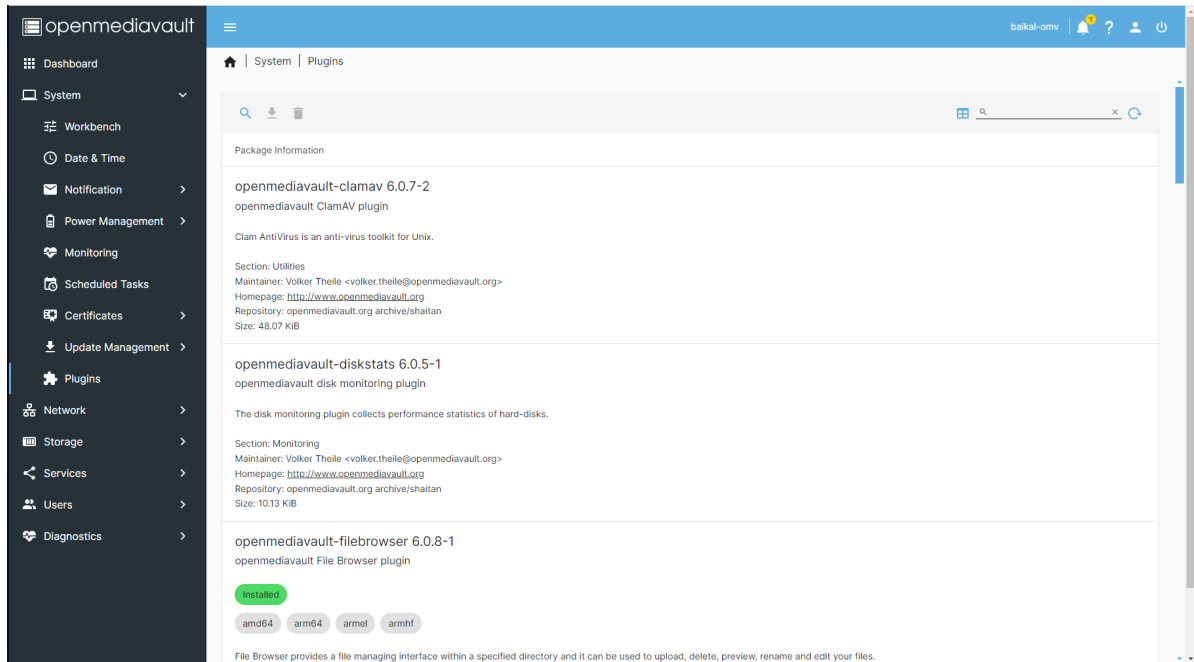 openmediavault
baikal-omv
1
?
Dashboard
System | Plugins
System
Workbench
Date & Time
Notification
Power Management
Monitoring
Scheduled Tasks
Certificates
Update Management
Plugins
Network
Storage
Services
Users
Diagnostics
Package Information
openmediavault-clamav 6.0.7-2
openmediavault ClamAV plugin
Clam AntiVirus is an anti-virus toolkit for Unix.
Section: Utilities
Maintainer: Volker Theile <volker.theile@openmediavault.org>
Homepage: http://www.openmediavault.org
Repository: openmediavault.org archive/shaitan
Size: 48.07 KiB
openmediavault-diskstats 6.0.5-1
openmediavault disk monitoring plugin
The disk monitoring plugin collects performance statistics of hard-disks.
Section: Monitoring
Maintainer: Volker Theile <volker.theile@openmediavault.org>
Homepage: http://www.openmediavault.org
Repository: openmediavault.org archive/shaitan
Size: 10.13 KiB
openmediavault-filebrowser 6.0.8-1
openmediavault File Browser plugin
Installed
amd64 arm64 armel armhf
File Browser provides a file managing interface within a specified directory and it can be used to upload, delete, preview, rename and edit your files.